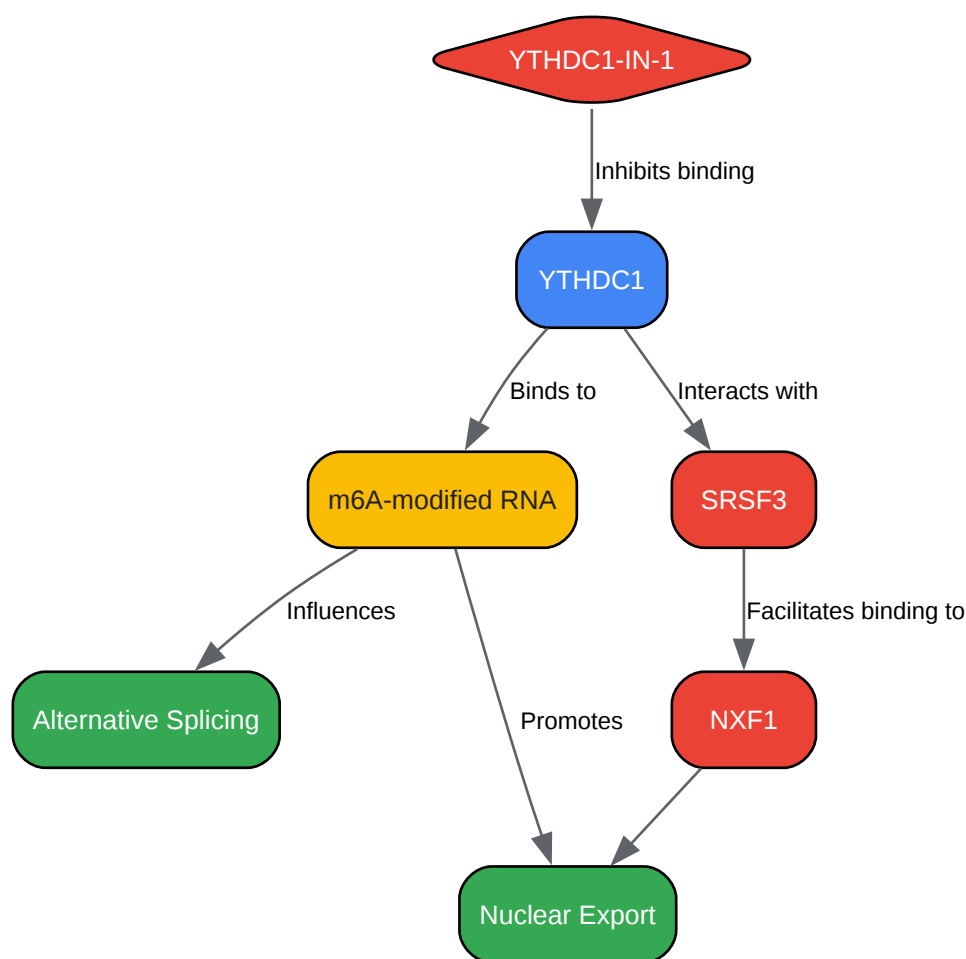 YTHDC1-IN-1
Inhibits binding
YTHDC1
Binds to
Interacts with
m6A-modified RNA
SRSF3
Influences
Facilitates binding to
Alternative Splicing
Promotes
NXF1
Nuclear Export